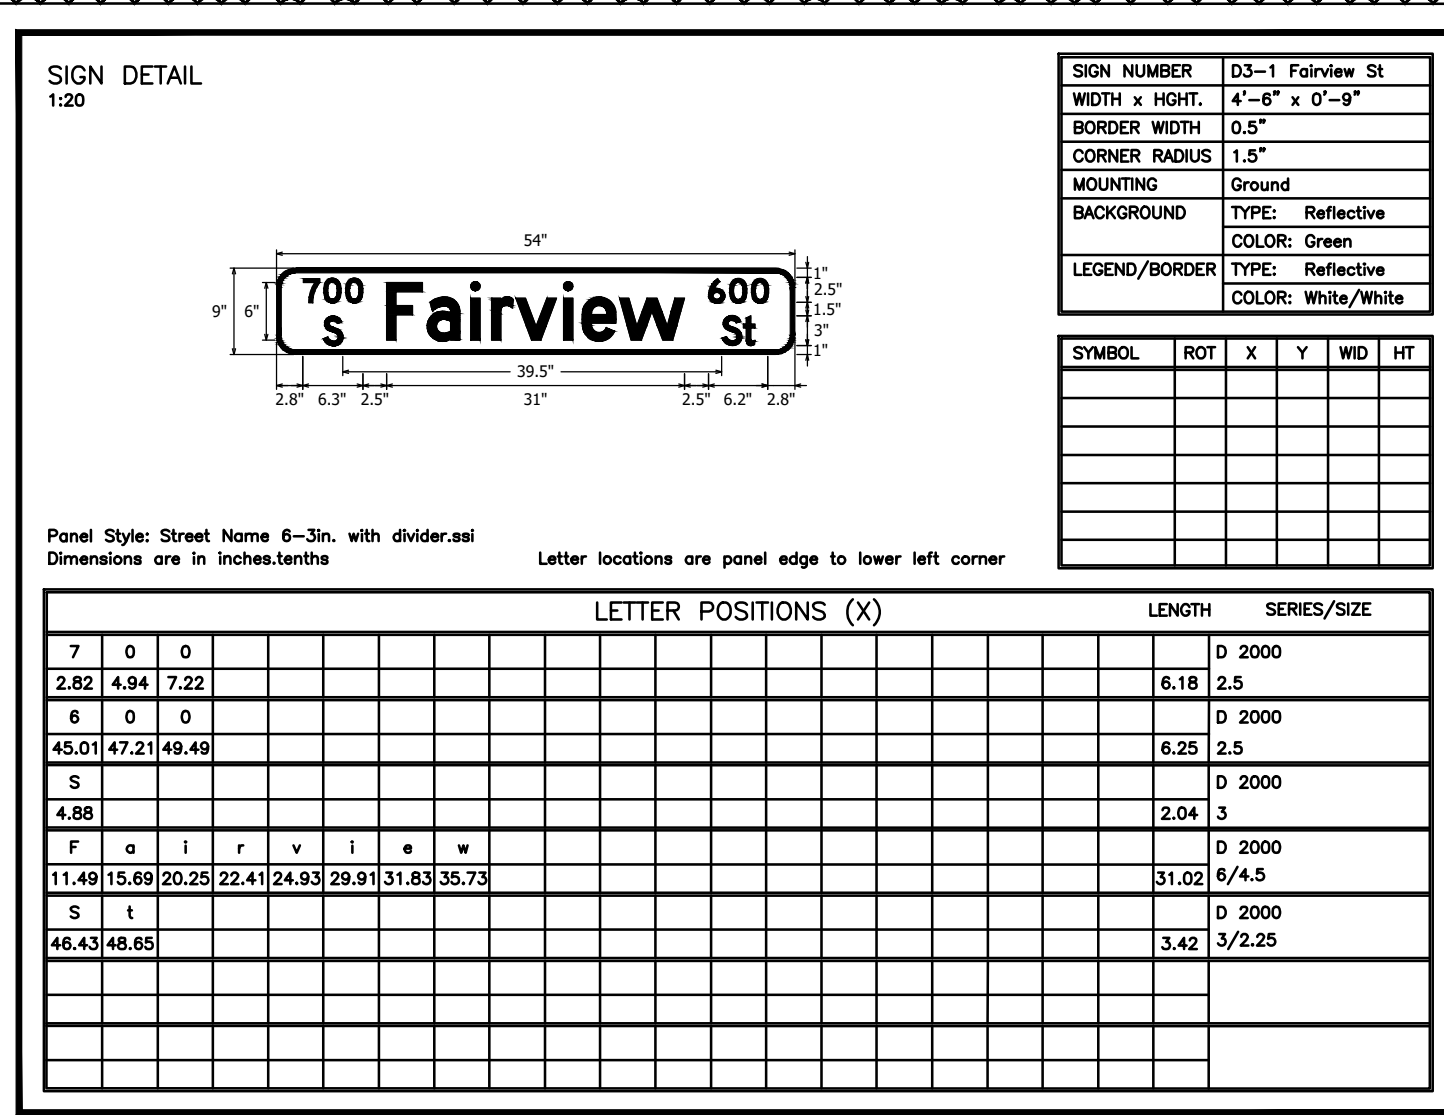 SIGN DETAIL
1:20
SIGN NUMBER D3-1 Fairview St
WIDTH x HGHT. 4'-6" x 0'-9"
BORDER WIDTH 0.5"
CORNER RADIUS 1.5"
MOUNTING Ground
BACKGROUND TYPE: Reflective
COLOR: Green
LEGEND/BORDER TYPE: Reflective
COLOR: White/White
54"
9" 6"
700 S Fairview 600 St
1"
2.5"
1.5"
3"
1"
39.5"
2.8" 6.3" 2.5" 31" 2.5" 6.2" 2.8"
SYMBOL ROT X Y WID HT
Panel Style: Street Name 6-3in. with divider.ssi
Dimensions are in inches.tenths Letter locations are panel edge to lower left corner
LETTER POSITIONS (X) LENGTH SERIES/SIZE
7 0 0 D 2000
2.82 4.94 7.22 6.18 2.5
6 0 0 D 2000
45.01 47.21 49.49 6.25 2.5
S D 2000
4.88 2.04 3
F a i r v i e w D 2000
11.49 15.69 20.25 22.41 24.93 29.91 31.83 35.73 31.02 6/4.5
S t D 2000
46.43 48.65 3.42 3/2.25